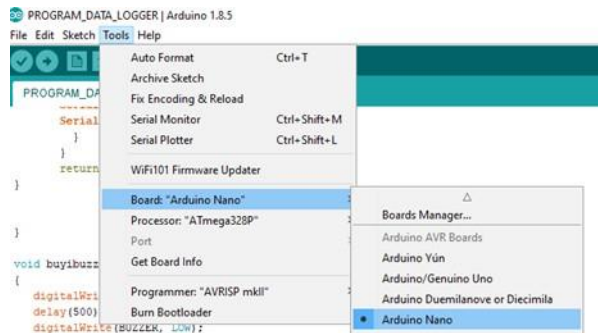 PROGRAM_DATA_LOGGER | Arduino 1.8.5
File Edit Sketch Tools Help
PROGRAM_DA
Auto Format Ctrl+T
Archive Sketch
Fix Encoding & Reload
Serial Monitor Ctrl+Shift+M
Serial Plotter Ctrl+Shift+L
WiFi101 Firmware Updater
Board: "Arduino Nano"
Processor: "ATmega328P"
Port
Get Board Info
Programmer: "AVRISP mkII"
Burn Bootloader
Boards Manager...
Arduino AVR Boards
Arduino Yún
Arduino/Genuino Uno
Arduino Duemilanove or Diecimila
Arduino Nano
Serial
}
}
return
}
}
void buyibuzz
{
digitalWri
delay(500)
digitalWrite(BUZZER, LOW);